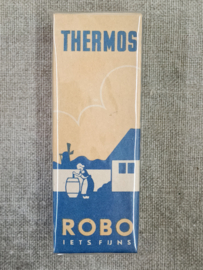 THERMOS
ROBO
IETS FIJNS